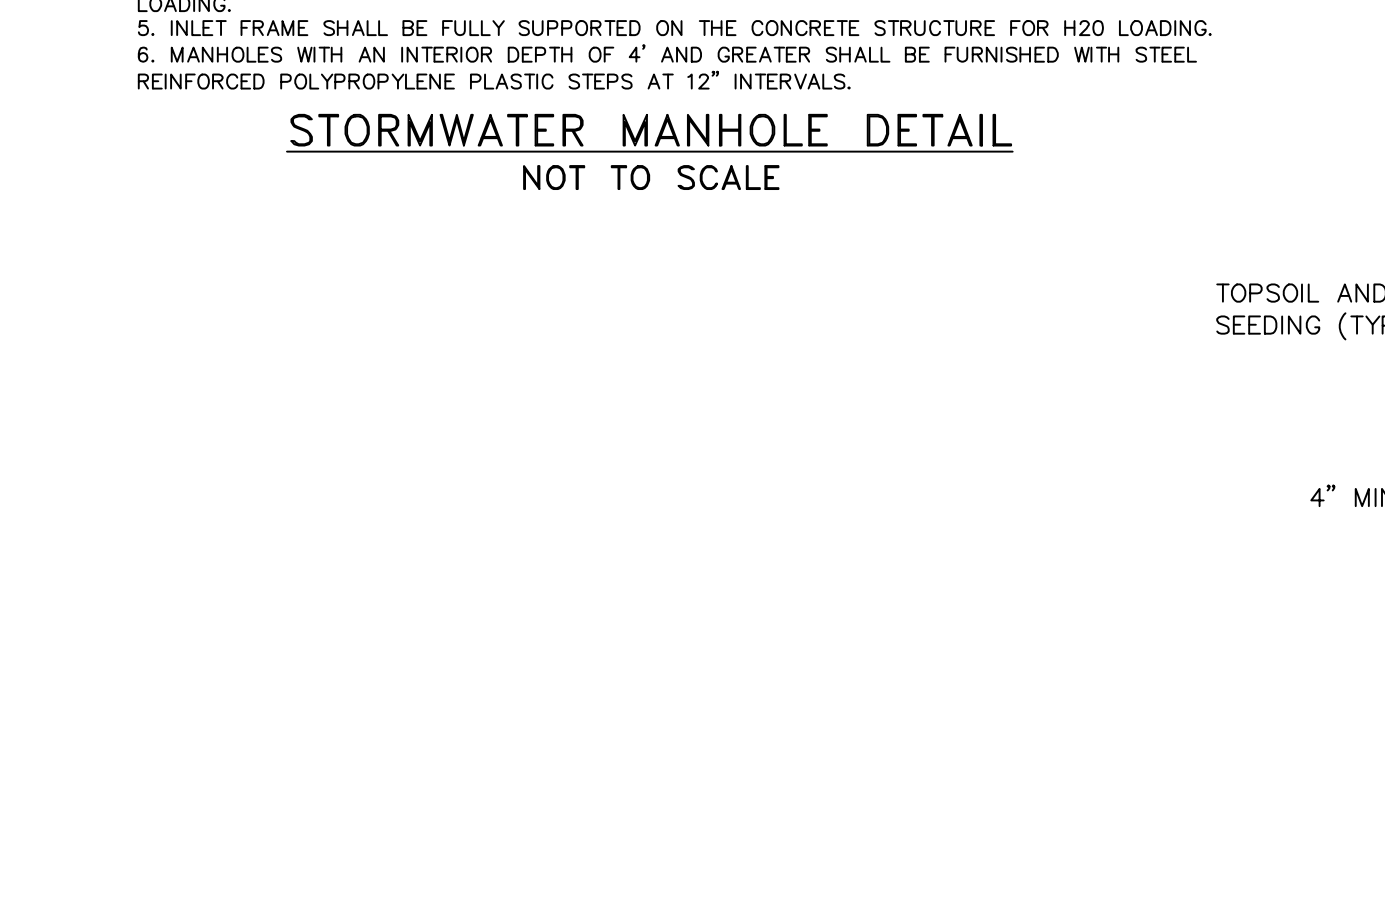 LOADING.
5. INLET FRAME SHALL BE FULLY SUPPORTED ON THE CONCRETE STRUCTURE FOR H20 LOADING.
6. MANHOLES WITH AN INTERIOR DEPTH OF 4' AND GREATER SHALL BE FURNISHED WITH STEEL
REINFORCED POLYPROPYLENE PLASTIC STEPS AT 12" INTERVALS.
STORMWATER MANHOLE DETAIL
NOT TO SCALE
TOPSOIL AND
SEEDING
4"